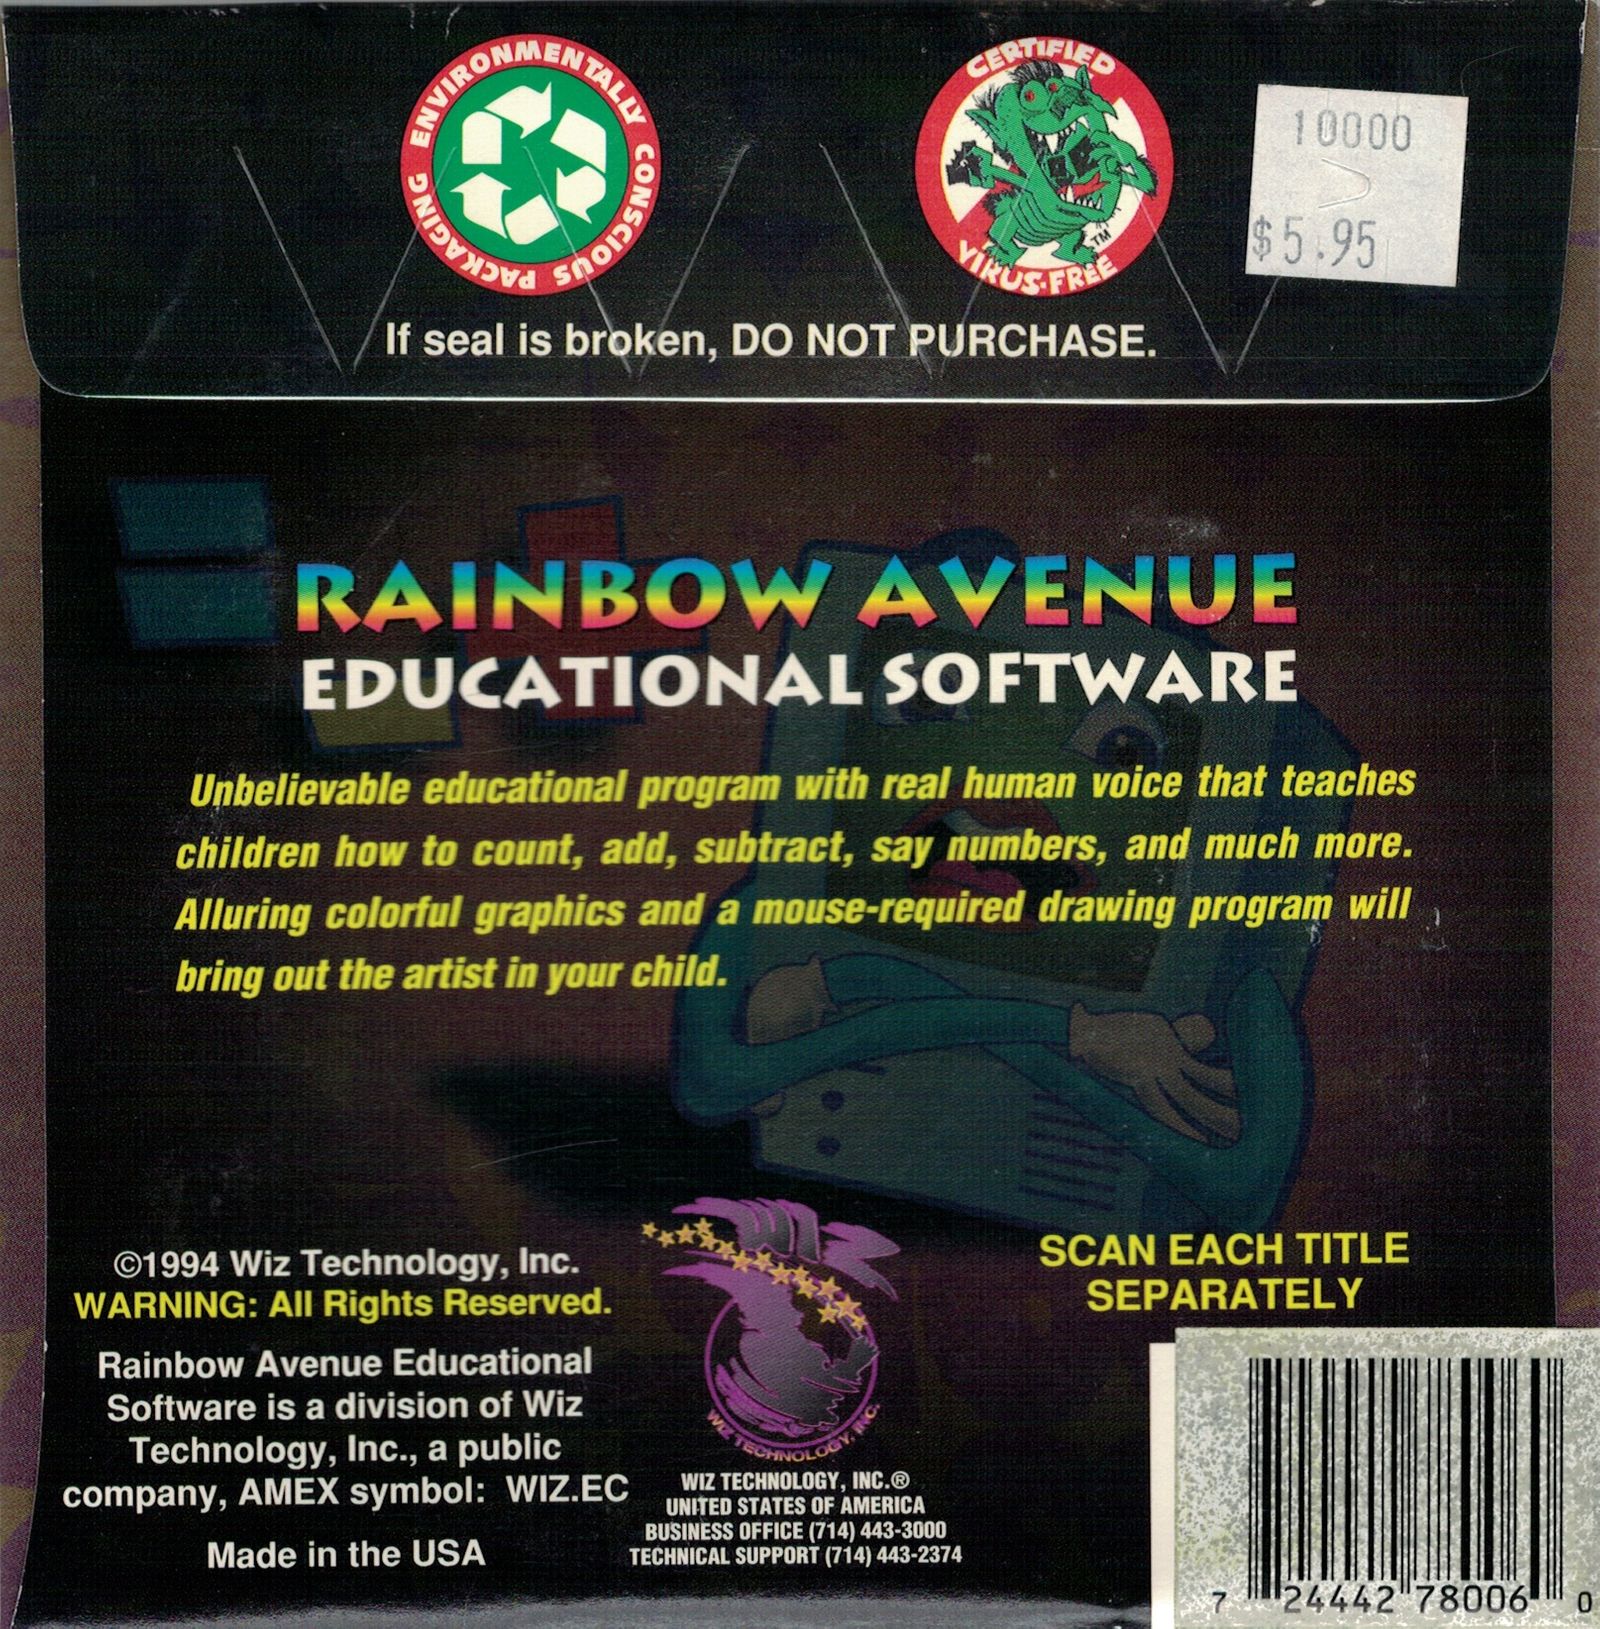 ENVIRONMENTALLY CONSCIOUS PACKAGING
CERTIFIED
VIRUS-FREE
TM
10000
$5.95
If seal is broken, DO NOT PURCHASE.
RAINBOW AVENUE
EDUCATIONAL SOFTWARE
Unbelievable educational program with real human voice that teaches
children how to count, add, subtract, say numbers, and much more.
Alluring colorful graphics and a mouse-required drawing program will
bring out the artist in your child.
©1994 Wiz Technology, Inc.
WARNING: All Rights Reserved.
Rainbow Avenue Educational
Software is a division of Wiz
Technology, Inc., a public
company, AMEX symbol: WIZ.EC
Made in the USA
WIZ TECHNOLOGY, INC.
WIZ TECHNOLOGY, INC.®
UNITED STATES OF AMERICA
BUSINESS OFFICE (714) 443-3000
TECHNICAL SUPPORT (714) 443-2374
SCAN EACH TITLE
SEPARATELY
7 24442 78006 0